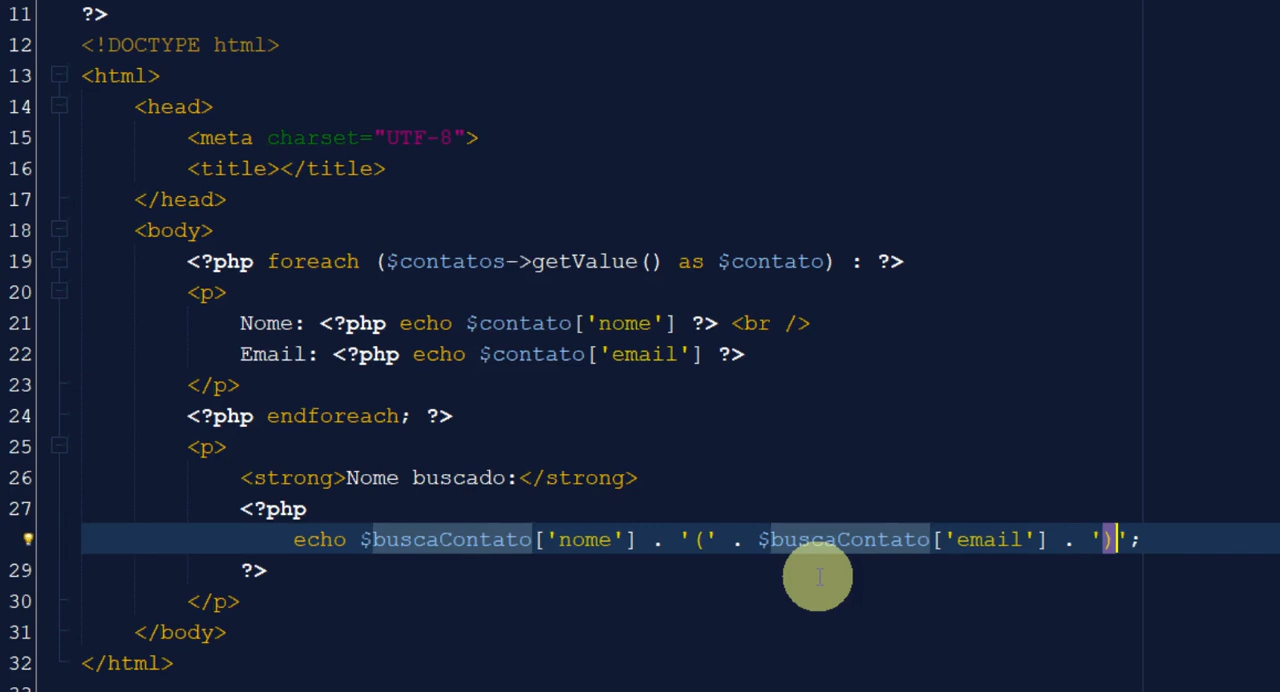 11 ?>
12 <!DOCTYPE html>
13 <html>
14     <head>
15         <meta charset="UTF-8">
16         <title></title>
17     </head>
18     <body>
19         <?php foreach ($contatos->getValue() as $contato) : ?>
20         <p>
21             Nome: <?php echo $contato['nome'] ?> <br />
22             Email: <?php echo $contato['email'] ?>
23         </p>
24         <?php endforeach; ?>
25         <p>
26             <strong>Nome buscado:</strong>
27             <?php
                echo $buscaContato['nome'] . '(' . $buscaContato['email'] . ')';
29             ?>
30         </p>
31     </body>
32 </html>